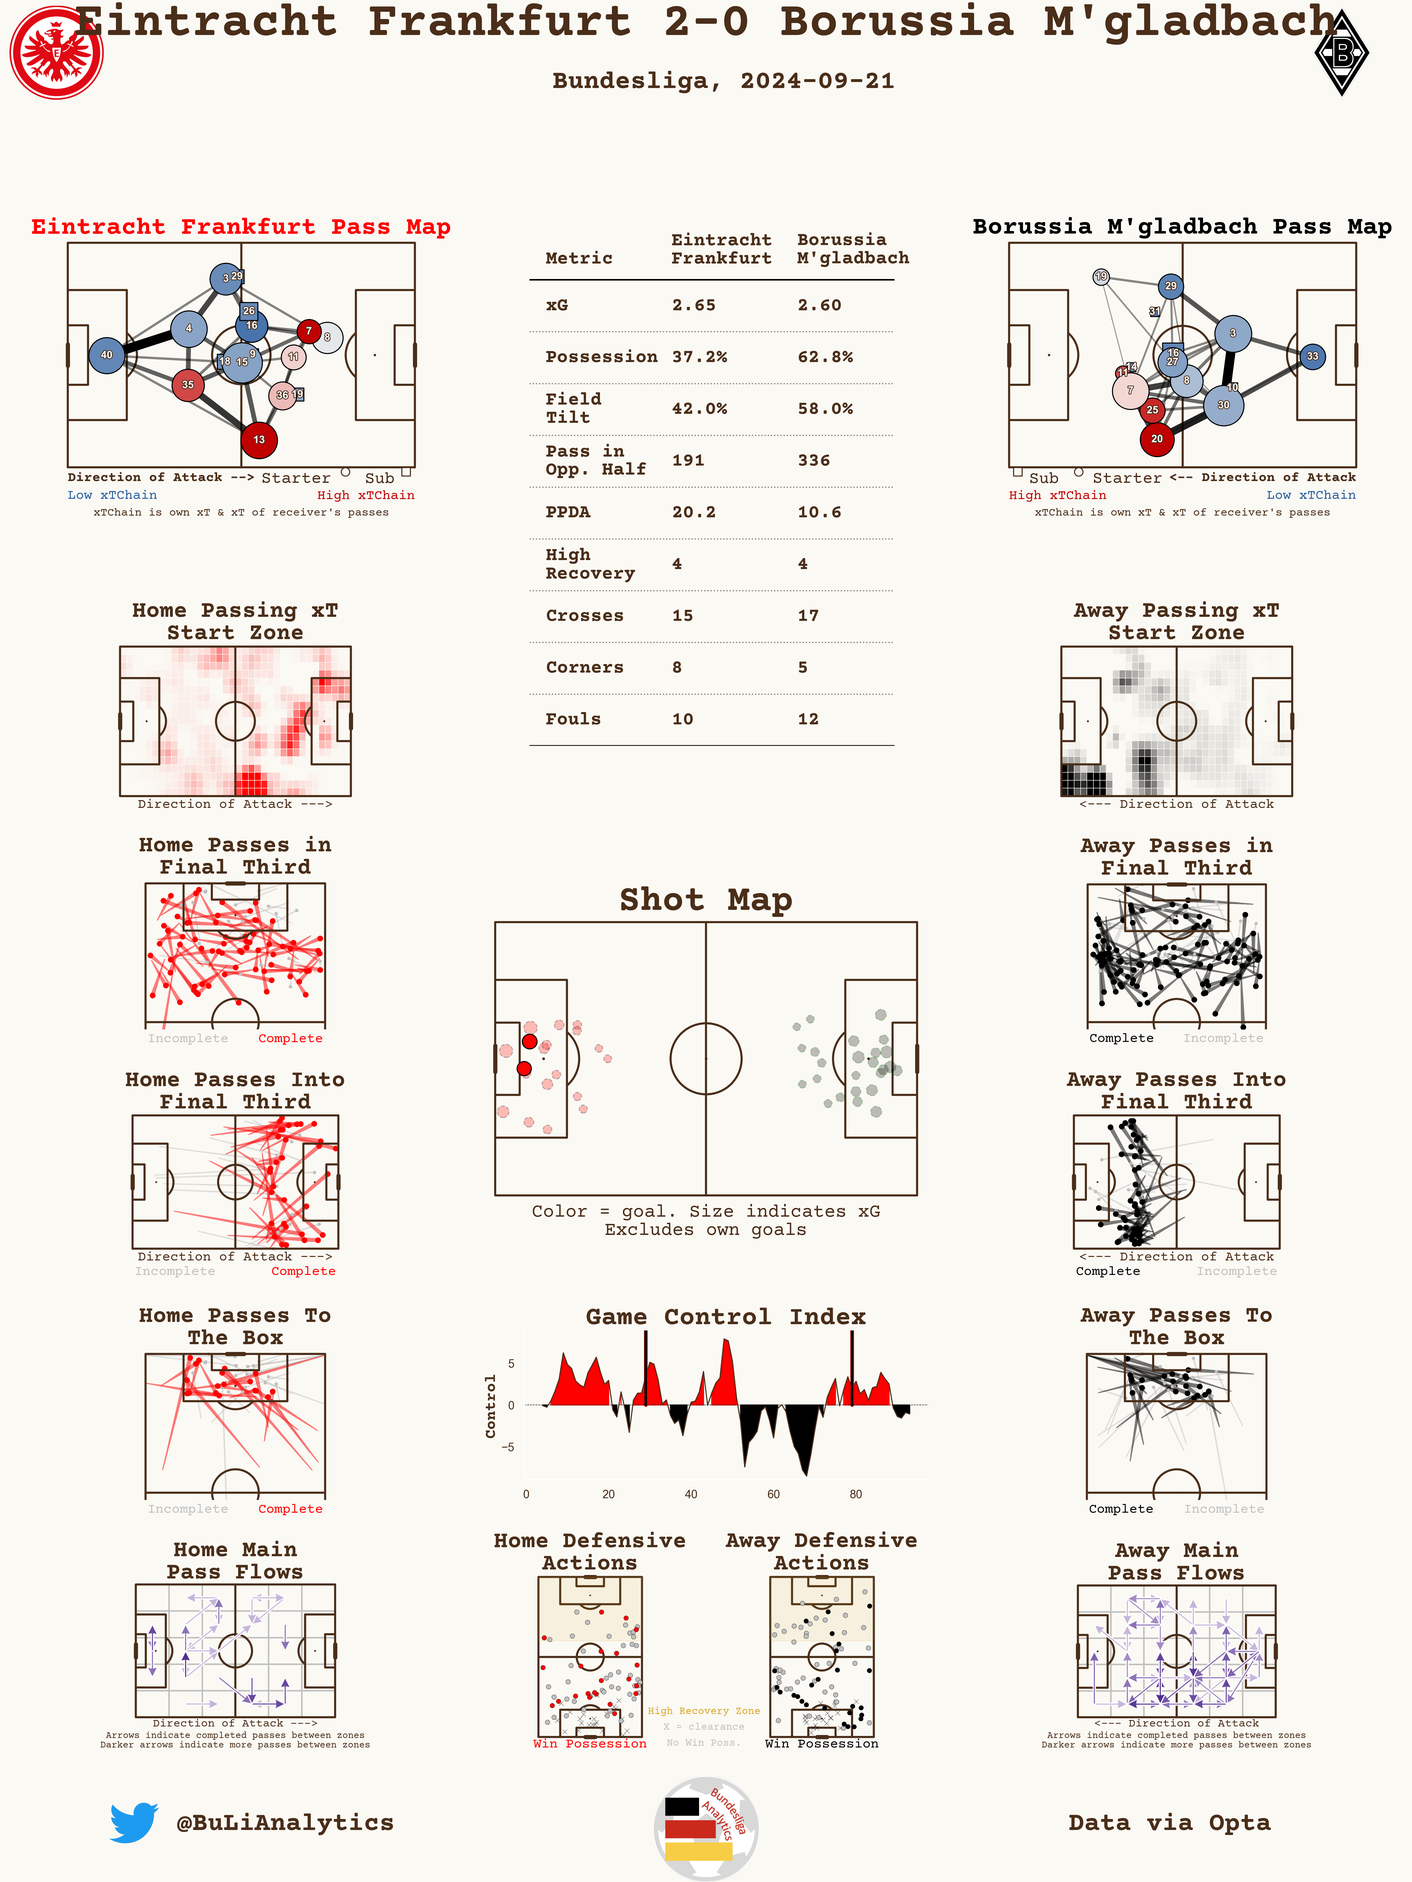 Eintracht Frankfurt 2-0 Borussia M'gladbach
Bundesliga, 2024-09-21
Eintracht Frankfurt Pass Map
3
29
26
16
4
7
8
40
18
9
15
11
35
36
19
13
Direction of Attack --> Starter Sub
Low xTChain High xTChain
xTChain is own xT & xT of receiver's passes
Metric Eintracht Frankfurt Borussia M'gladbach
xG 2.65 2.60
Possession 37.2% 62.8%
Field Tilt 42.0% 58.0%
Pass in Opp. Half 191 336
PPDA 20.2 10.6
High Recovery 4 4
Crosses 15 17
Corners 8 5
Fouls 10 12
Borussia M'gladbach Pass Map
19
29
31
3
16
27
33
14
11
7
8
10
25
30
20
Sub Starter <-- Direction of Attack
High xTChain Low xTChain
xTChain is own xT & xT of receiver's passes
Home Passing xT
Start Zone
Direction of Attack --->
Away Passing xT
Start Zone
<--- Direction of Attack
Home Passes in
Final Third
Incomplete Complete
Away Passes in
Final Third
Complete Incomplete
Shot Map
Color = goal. Size indicates xG
Excludes own goals
Home Passes Into
Final Third
Direction of Attack --->
Incomplete Complete
Away Passes Into
Final Third
<--- Direction of Attack
Complete Incomplete
Home Passes To
The Box
Incomplete Complete
Game Control Index
Control
5
0
−5
0 20 40 60 80
Away Passes To
The Box
Complete Incomplete
Home Main
Pass Flows
Direction of Attack --->
Arrows indicate completed passes between zones
Darker arrows indicate more passes between zones
Home Defensive
Actions
Win Possession
High Recovery Zone
X = clearance
No Win Poss.
Away Defensive
Actions
Win Possession
Away Main
Pass Flows
<--- Direction of Attack
Arrows indicate completed passes between zones
Darker arrows indicate more passes between zones
@BuLiAnalytics
Bundesliga
Analytics
Data via Opta